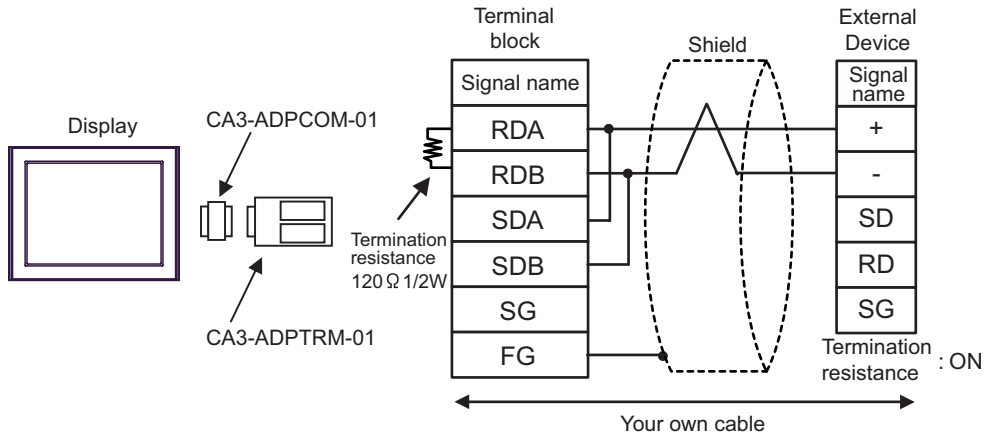 Display
CA3-ADPCOM-01
CA3-ADPTRM-01
Termination
resistance
120Ω 1/2W
Terminal
block
Signal name
RDA
RDB
SDA
SDB
SG
FG
Shield
External
Device
Signal
name
+
-
SD
RD
SG
Termination
resistance : ON
Your own cable